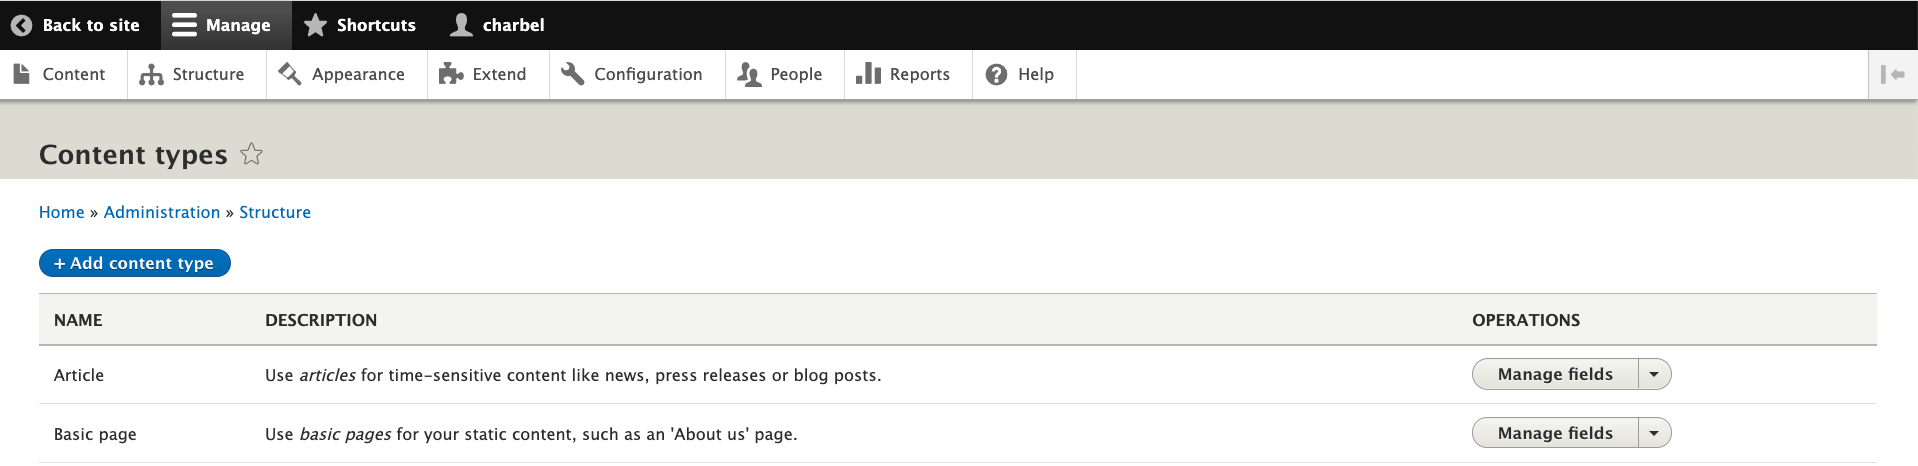 Back to site Manage Shortcuts charbel
Content Structure Appearance Extend Configuration People Reports Help
Content types
Home » Administration » Structure
+ Add content type
NAME DESCRIPTION OPERATIONS
Article Use articles for time-sensitive content like news, press releases or blog posts. Manage fields
Basic page Use basic pages for your static content, such as an 'About us' page. Manage fields